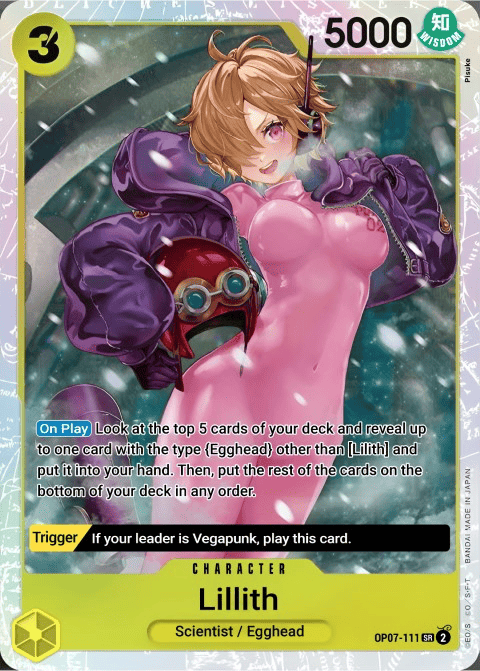 3
5000
知
WISDOM
Pisuke
On Play Look at the top 5 cards of your deck and reveal up
to one card with the type {Egghead} other than [Lilith] and
put it into your hand. Then, put the rest of the cards on the
bottom of your deck in any order.
Trigger If your leader is Vegapunk, play this card.
CHARACTER
Lillith
Scientist / Egghead
OP07-111 SR 2
©E.O/S ©O/S・F・T BANDAI MADE IN JAPAN